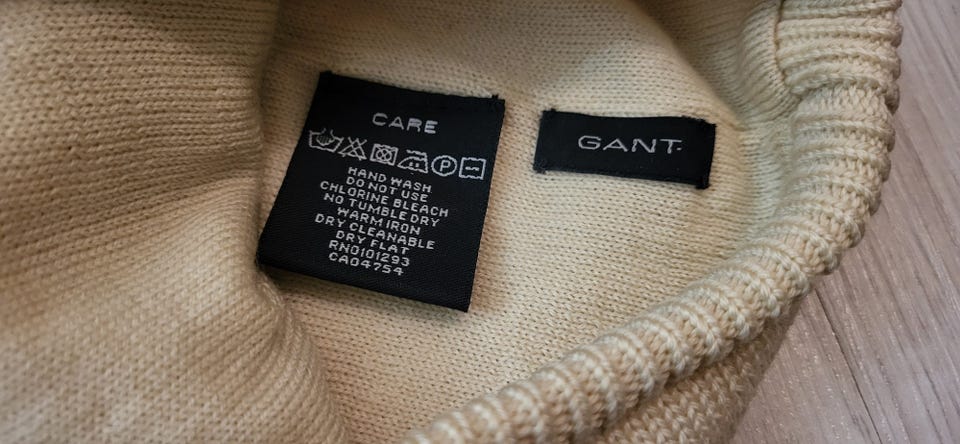 CARE
P
HAND WASH
DO NOT USE
CHLORINE BLEACH
NO TUMBLE DRY
WARM IRON
DRY CLEANABLE
DRY FLAT
RN0101293
CA04754
GANT